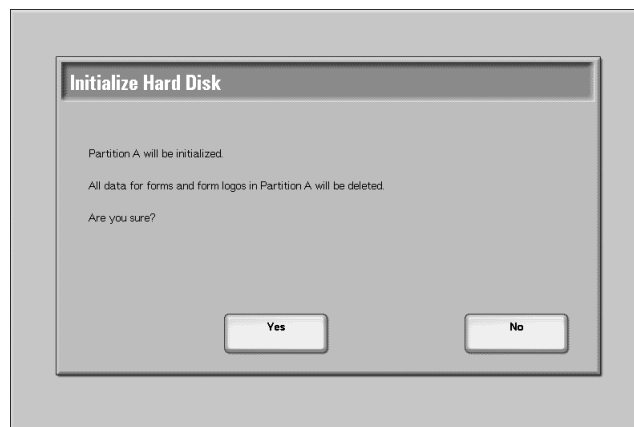 Initialize Hard Disk
Partition A will be initialized.
All data for forms and form logos in Partition A will be deleted.
Are you sure?
Yes
No